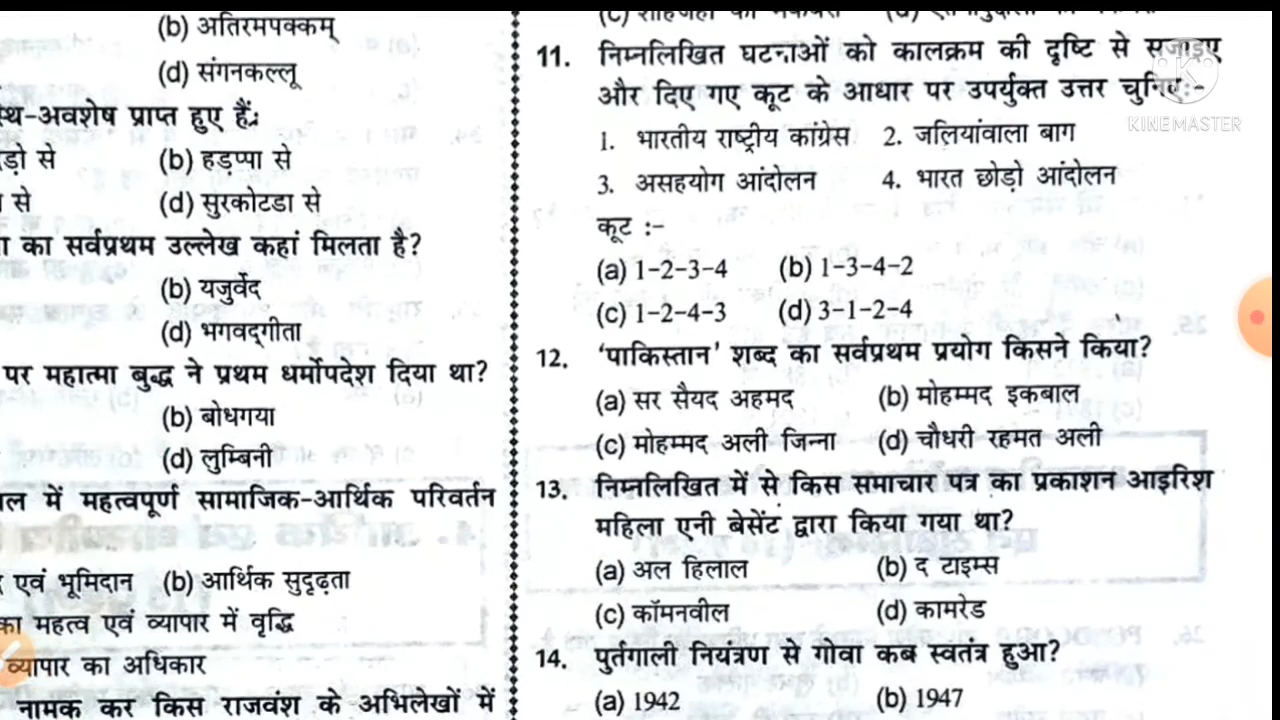 (b) अतिरमपक्कम्
(d) संगनकल्लू
स्थि-अवशेष प्राप्त हुए हैं:
(b) हड़प्पा से
से (d) सुरकोटडा से
का सर्वप्रथम उल्लेख कहां मिलता है?
(b) यजुर्वेद
(d) भगवद्गीता
पर महात्मा बुद्ध ने प्रथम धर्मोपदेश दिया था?
(b) बोधगया
(d) लुम्बिनी
में महत्वपूर्ण सामाजिक-आर्थिक परिवर्तन
एवं भूमिदान (b) आर्थिक सुदृढ़ता
का महत्व एवं व्यापार में वृद्धि
व्यापार का अधिकार
नामक कर किस राजवंश के अभिलेखों में
11. निम्नलिखित घटनाओं को कालक्रम की दृष्टि से सजाइए
और दिए गए कूट के आधार पर उपर्युक्त उत्तर चुनिए:-
1. भारतीय राष्ट्रीय कांग्रेस 2. जलियांवाला बाग
3. असहयोग आंदोलन 4. भारत छोड़ो आंदोलन
कूट :-
(a) 1-2-3-4 (b) 1-3-4-2
(c) 1-2-4-3 (d) 3-1-2-4
12. ‘पाकिस्तान’ शब्द का सर्वप्रथम प्रयोग किसने किया?
(a) सर सैयद अहमद (b) मोहम्मद इकबाल
(c) मोहम्मद अली जिन्ना (d) चौधरी रहमत अली
13. निम्नलिखित में से किस समाचार पत्र का प्रकाशन आइरिश
महिला एनी बेसेंट द्वारा किया गया था?
(a) अल हिलाल (b) द टाइम्स
(c) कॉमनवील (d) कामरेड
14. पुर्तगाली नियंत्रण से गोवा कब स्वतंत्र हुआ?
(a) 1942 (b) 1947
KINEMASTER